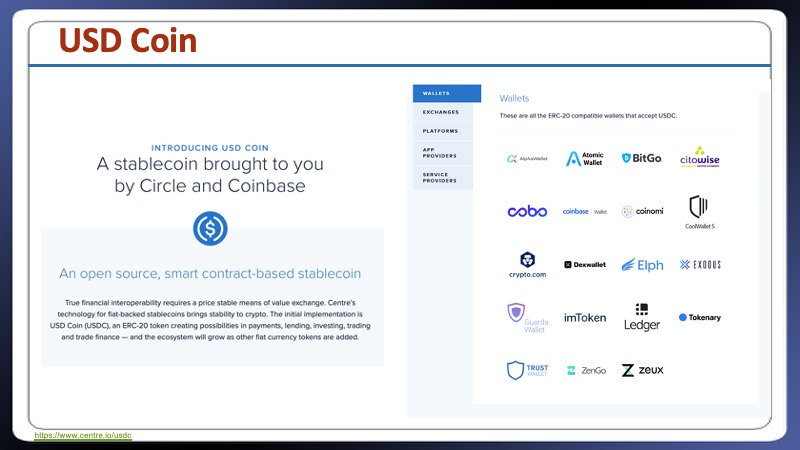 USD Coin
INTRODUCING USD COIN
A stablecoin brought to you
by Circle and Coinbase
$
An open source, smart contract-based stablecoin
True financial interoperability requires a price stable means of value exchange. Centre's
technology for fiat-backed stablecoins brings stability to crypto. The initial implementation is
USD Coin (USDC), an ERC-20 token creating possibilities in payments, lending, investing, trading
and trade finance — and the ecosystem will grow as other fiat currency tokens are added.
WALLETS
EXCHANGES
PLATFORMS
APP
PROVIDERS
SERVICE
PROVIDERS
Wallets
These are all the ERC-20 compatible wallets that accept USDC.
AlphaWallet
Atomic
Wallet
BitGo
citowise
cobo
coinbase | Wallet
coinomi
CoolWallet S
crypto.com
Dexwallet
Elph
EXODUS
Guarda
Wallet
imToken
Ledger
Tokenary
TRUST
WALLET
ZenGo
zeux
https://www.centre.io/usdc